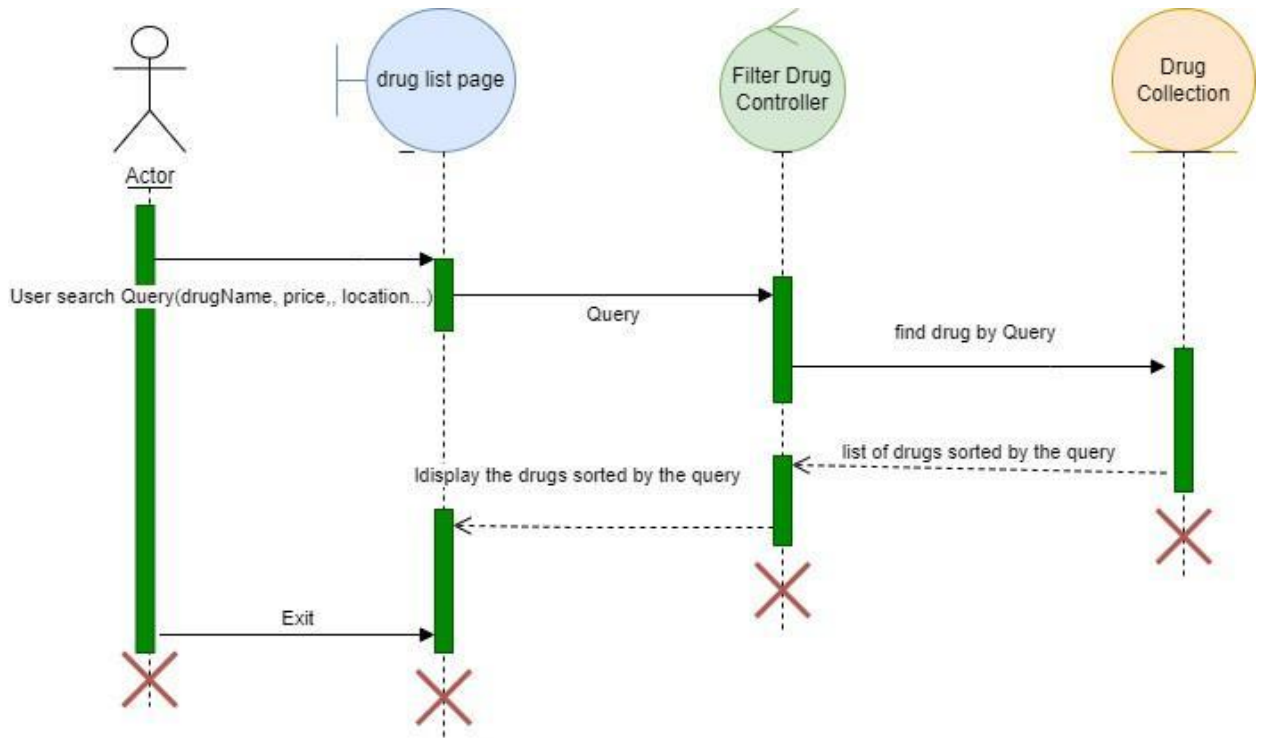 drug list page
Filter Drug
Controller
Drug
Collection
Actor
User search Query(drugName, price,, location...)
Query
find drug by Query
list of drugs sorted by the query
ldisplay the drugs sorted by the query
Exit